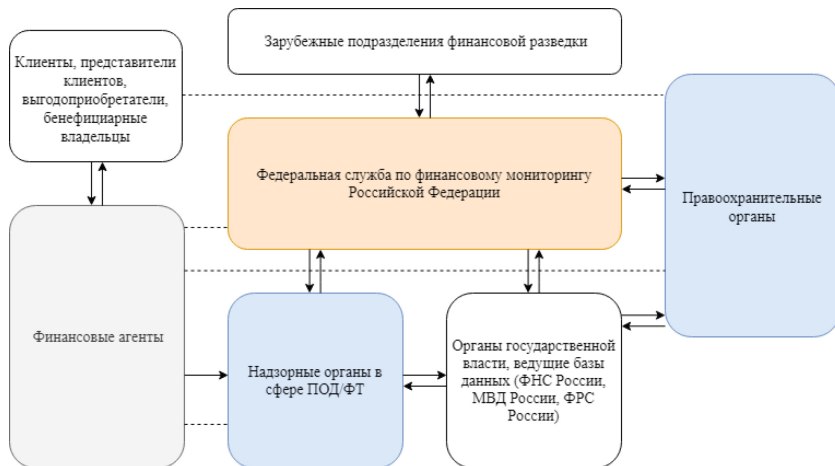 Зарубежные подразделения финансовой разведки
Клиенты, представители
клиентов,
выгодоприобретатели,
бенефициарные
владельцы
Федеральная служба по финансовому мониторингу
Российской Федерации
Правоохранительные
органы
Финансовые агенты
Надзорные органы в
сфере ПОД/ФТ
Органы государственной
власти, ведущие базы
данных (ФНС России,
МВД России, ФРС
России)